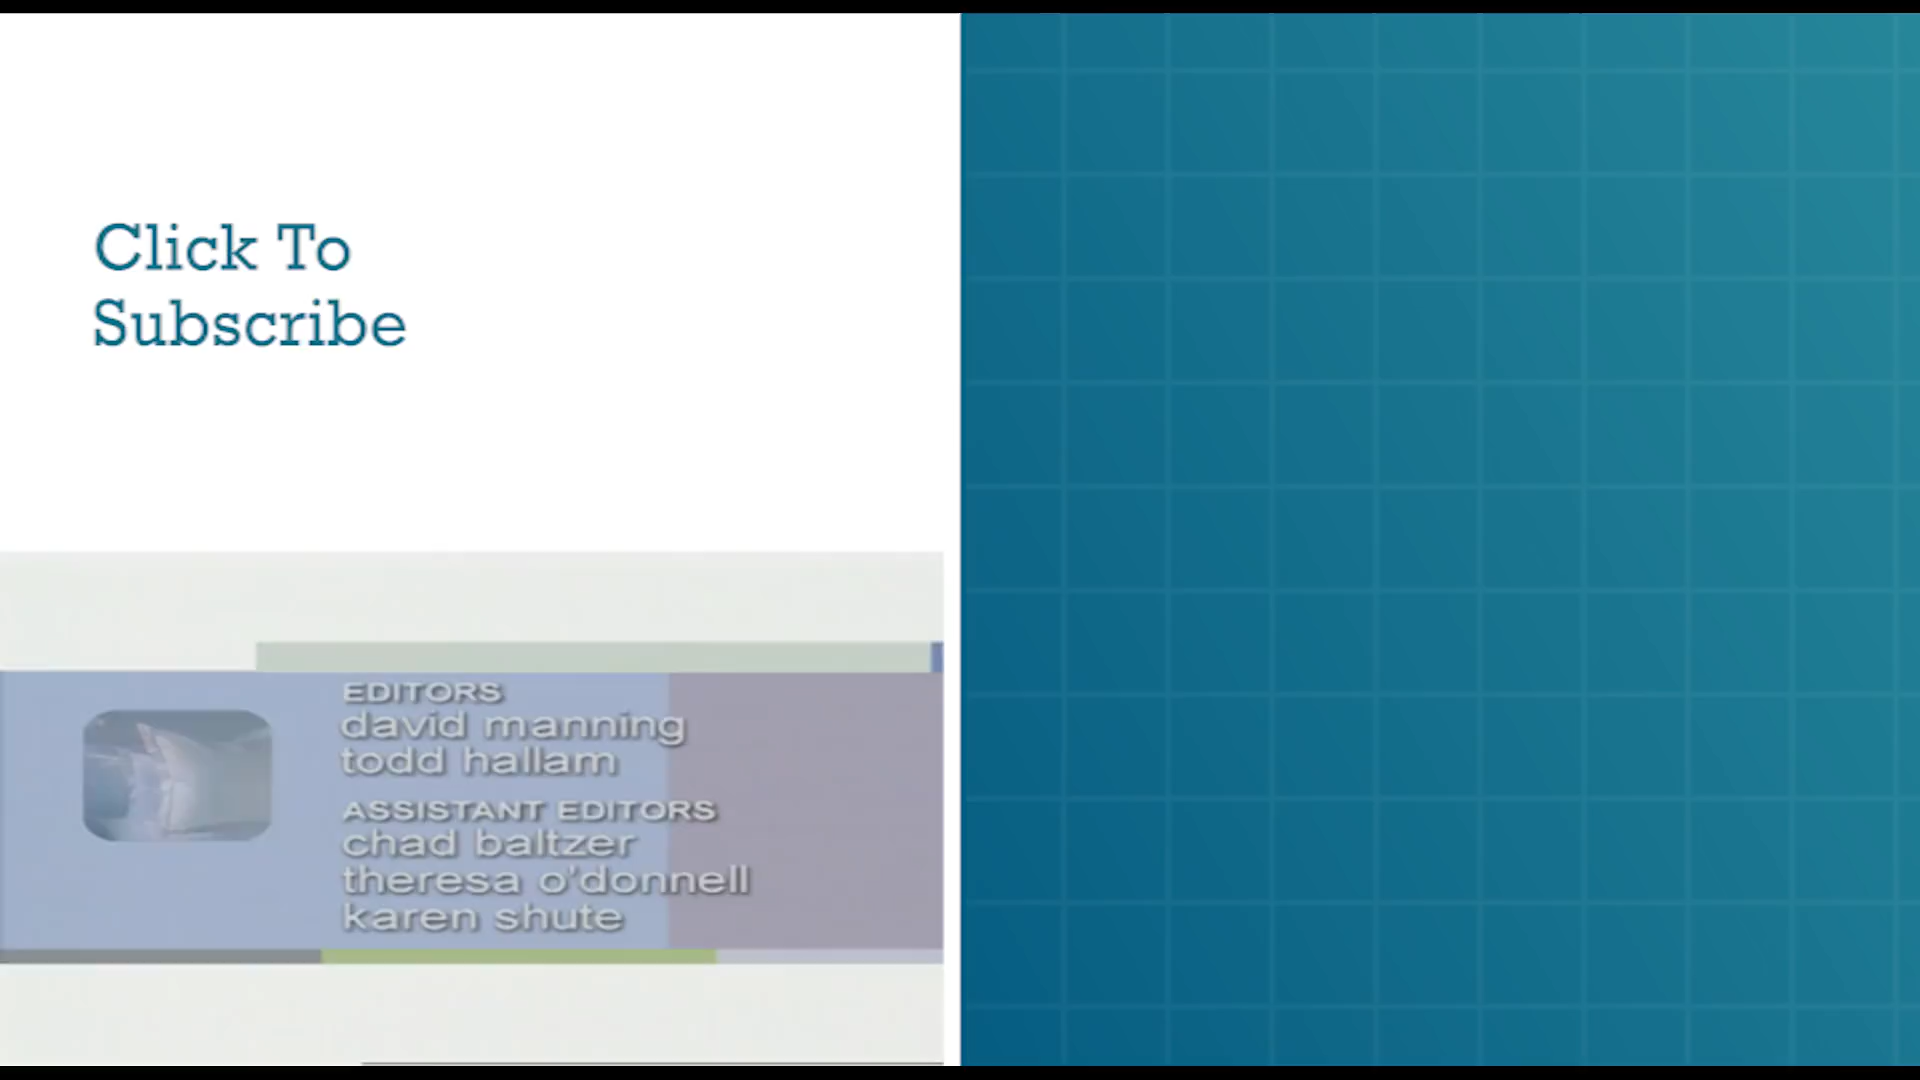 Click To
Subscribe
EDITORS
david manning
todd hallam
ASSISTANT EDITORS
chad baltzer
theresa o'donnell
karen shute